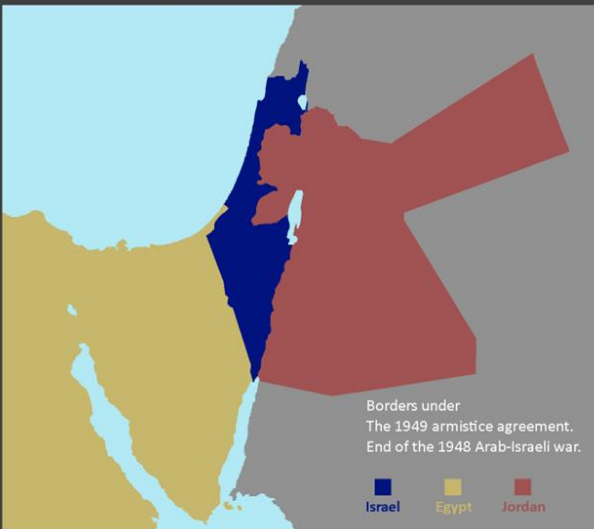 Borders under
The 1949 armistice agreement.
End of the 1948 Arab-Israeli war.
Israel Egypt Jordan